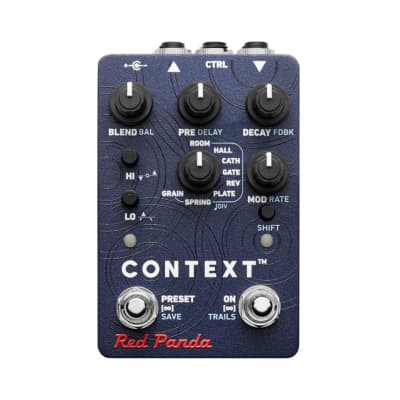 CTRL
BLEND BAL
PRE DELAY
DECAY FDBK
ROOM
HALL
CATH
GATE
REV
PLATE
SPRING
GRAIN
♩DIV
HI
LO
MOD RATE
SHIFT
CONTEXT™
PRESET
[∞]
SAVE
ON
[∞]
TRAILS
Red Panda